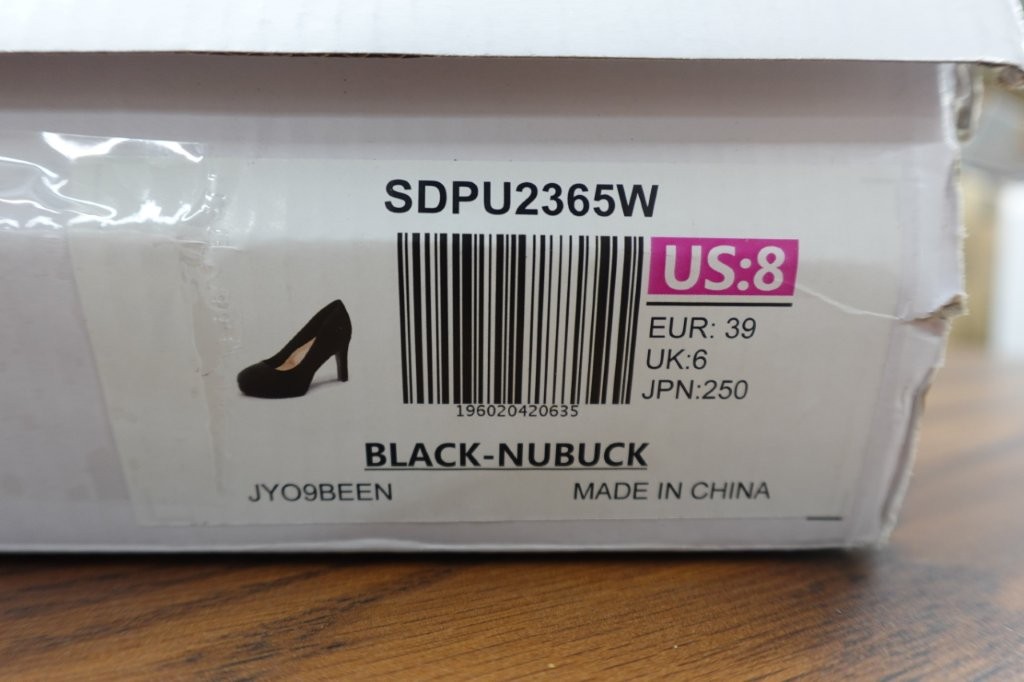 SDPU2365W
US:8
EUR: 39
UK:6
JPN:250
196020420635
BLACK-NUBUCK
JYO9BEEN
MADE IN CHINA